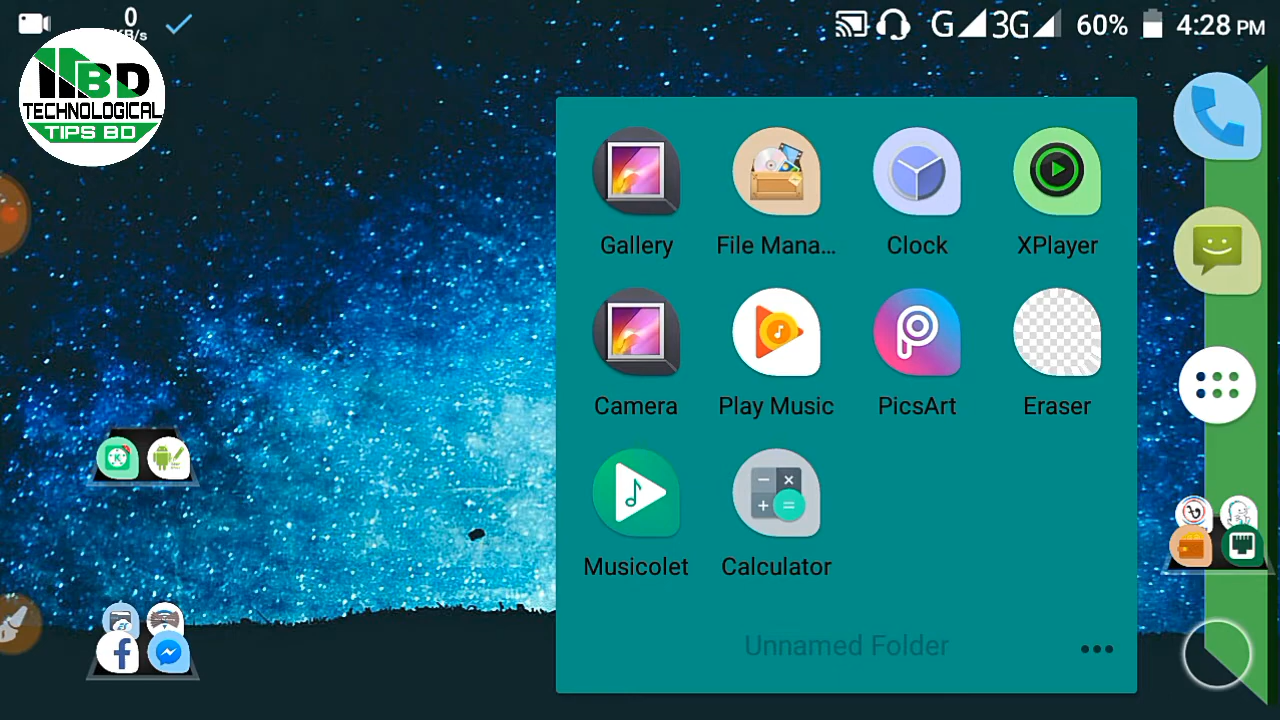 0
KB/s
G 3G 60% 4:28 PM
TTBD
TECHNOLOGICAL
TIPS BD
Gallery File Mana... Clock XPlayer
Camera Play Music PicsArt Eraser
Musicolet Calculator
Unnamed Folder